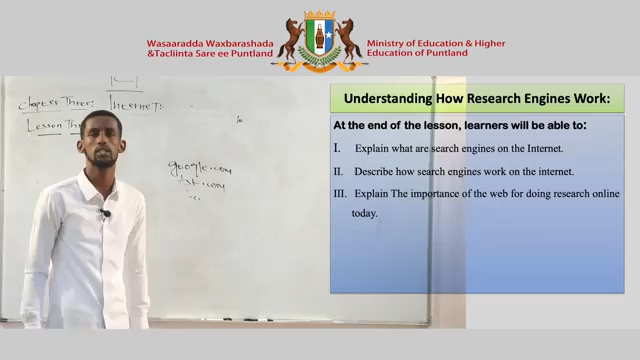 Wasaaradda Waxbarashada
&Tacliinta Sare ee Puntland
Ministry of Education & Higher
Education of Puntland
Chapter Three: Internet:
Lesson Thr
google.com
Ask.com
Understanding How Research Engines Work:
At the end of the lesson, learners will be able to:
I. Explain what are search engines on the Internet.
II. Describe how search engines work on the internet.
III. Explain The importance of the web for doing research online
today.